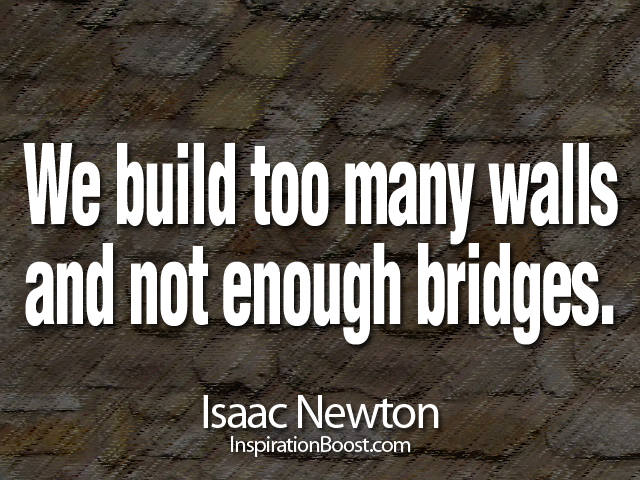 We build too many walls
and not enough bridges.
Isaac Newton
InspirationBoost.com